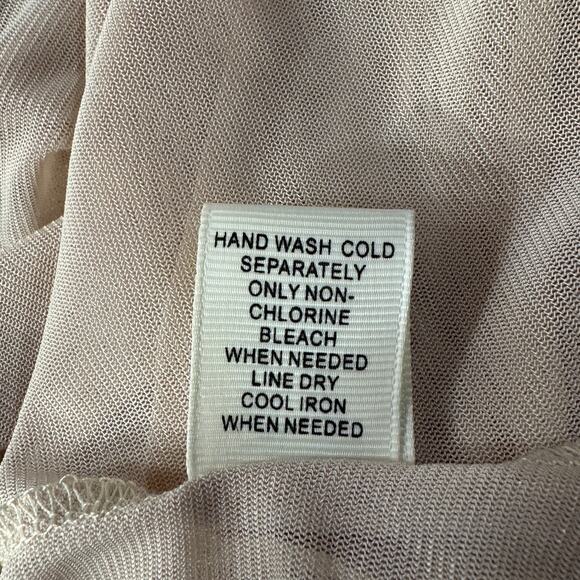 HAND WASH COLD
SEPARATELY
ONLY NON-
CHLORINE
BLEACH
WHEN NEEDED
LINE DRY
COOL IRON
WHEN NEEDED